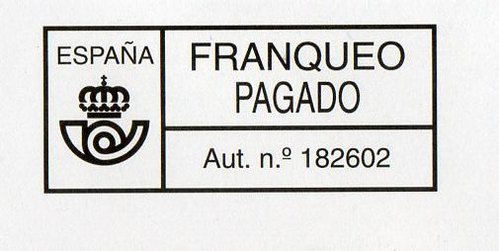 ESPAÑA
FRANQUEO
PAGADO
Aut. n.º 182602